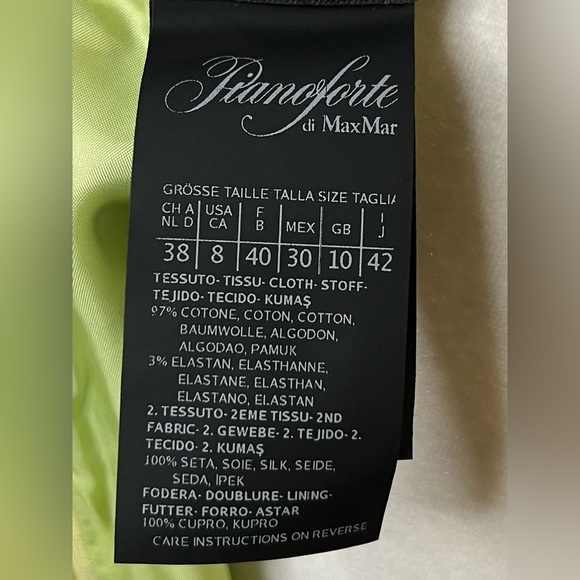 Pianoforte
di MaxMar
GRÖSSE TAILLE TALLA SIZE TAGLIA
CH A USA F MEX GB I
NL D CA B J
38 8 40 30 10 42
TESSUTO- TISSU- CLOTH- STOFF-
TEJIDO- TECIDO- KUMAŞ
97% COTONE, COTON, COTTON,
BAUMWOLLE, ALGODON,
ALGODAO, PAMUK
3% ELASTAN, ELASTHANNE,
ELASTANE, ELASTHAN,
ELASTANO, ELASTAN
2. TESSUTO- 2EME TISSU- 2ND
FABRIC- 2. GEWEBE- 2. TEJIDO- 2.
TECIDO- 2. KUMAŞ
100% SETA, SOIE, SILK, SEIDE,
SEDA, İPEK
FODERA- DOUBLURE- LINING-
FUTTER- FORRO- ASTAR
100% CUPRO, KUPRO
CARE INSTRUCTIONS ON REVERSE